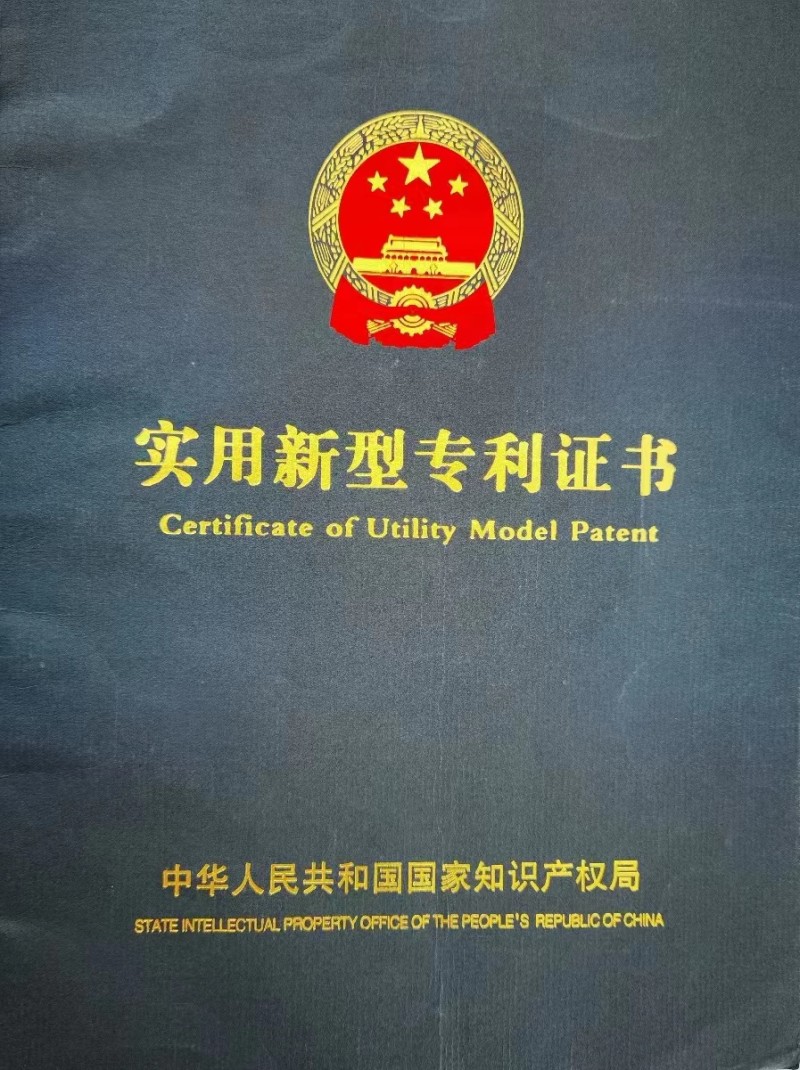 实用新型专利证书
Certificate of Utility Model Patent
中华人民共和国国家知识产权局
STATE INTELLECTUAL PROPERTY OFFICE OF THE PEOPLE'S REPUBLIC OF CHINA